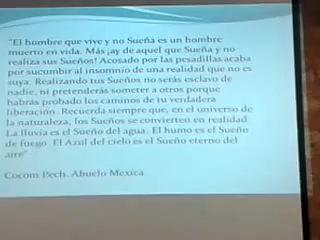 "El hombre que vive y no Sueña es un hombre
muerto en vida. Más ¡ay de aquel que Sueña y no
realiza sus Sueños! Acosado por las pesadillas acaba
por sucumbir al insomnio de una realidad que no es
suya. Realizando tus Sueños no serás esclavo de
nadie, ni pretenderás someter a otros porque
habrás probado los caminos de tu verdadera
liberación. Recuerda siempre que, en el universo de
la naturaleza, los Sueños se convierten en realidad.
La lluvia es el Sueño del agua. El humo es el Sueño
de fuego. El Azul del cielo es el Sueño eterno del
aire"
Cocom Pech. Abuelo Mexica